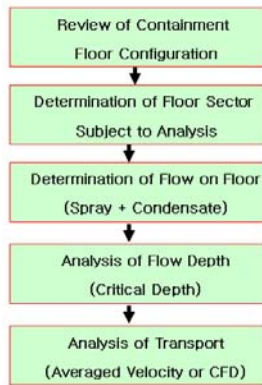 Review of Containment
Floor Configuration
Determination of Floor Sector
Subject to Analysis
Determination of Flow on Floor
(Spray + Condensate)
Analysis of Flow Depth
(Critical Depth)
Analysis of Transport
(Averaged Velocity or CFD)